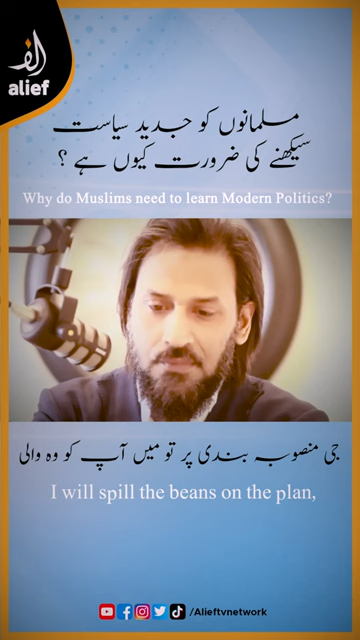 الف
alief
مسلمانوں کو جدید سیاست
سیکھنے کی ضرورت کیوں ہے ؟
Why do Muslims need to learn Modern Politics?
جی منصوبہ بندی پر تو میں آپ کو وہ والی
I will spill the beans on the plan,
/Alieftvnetwork